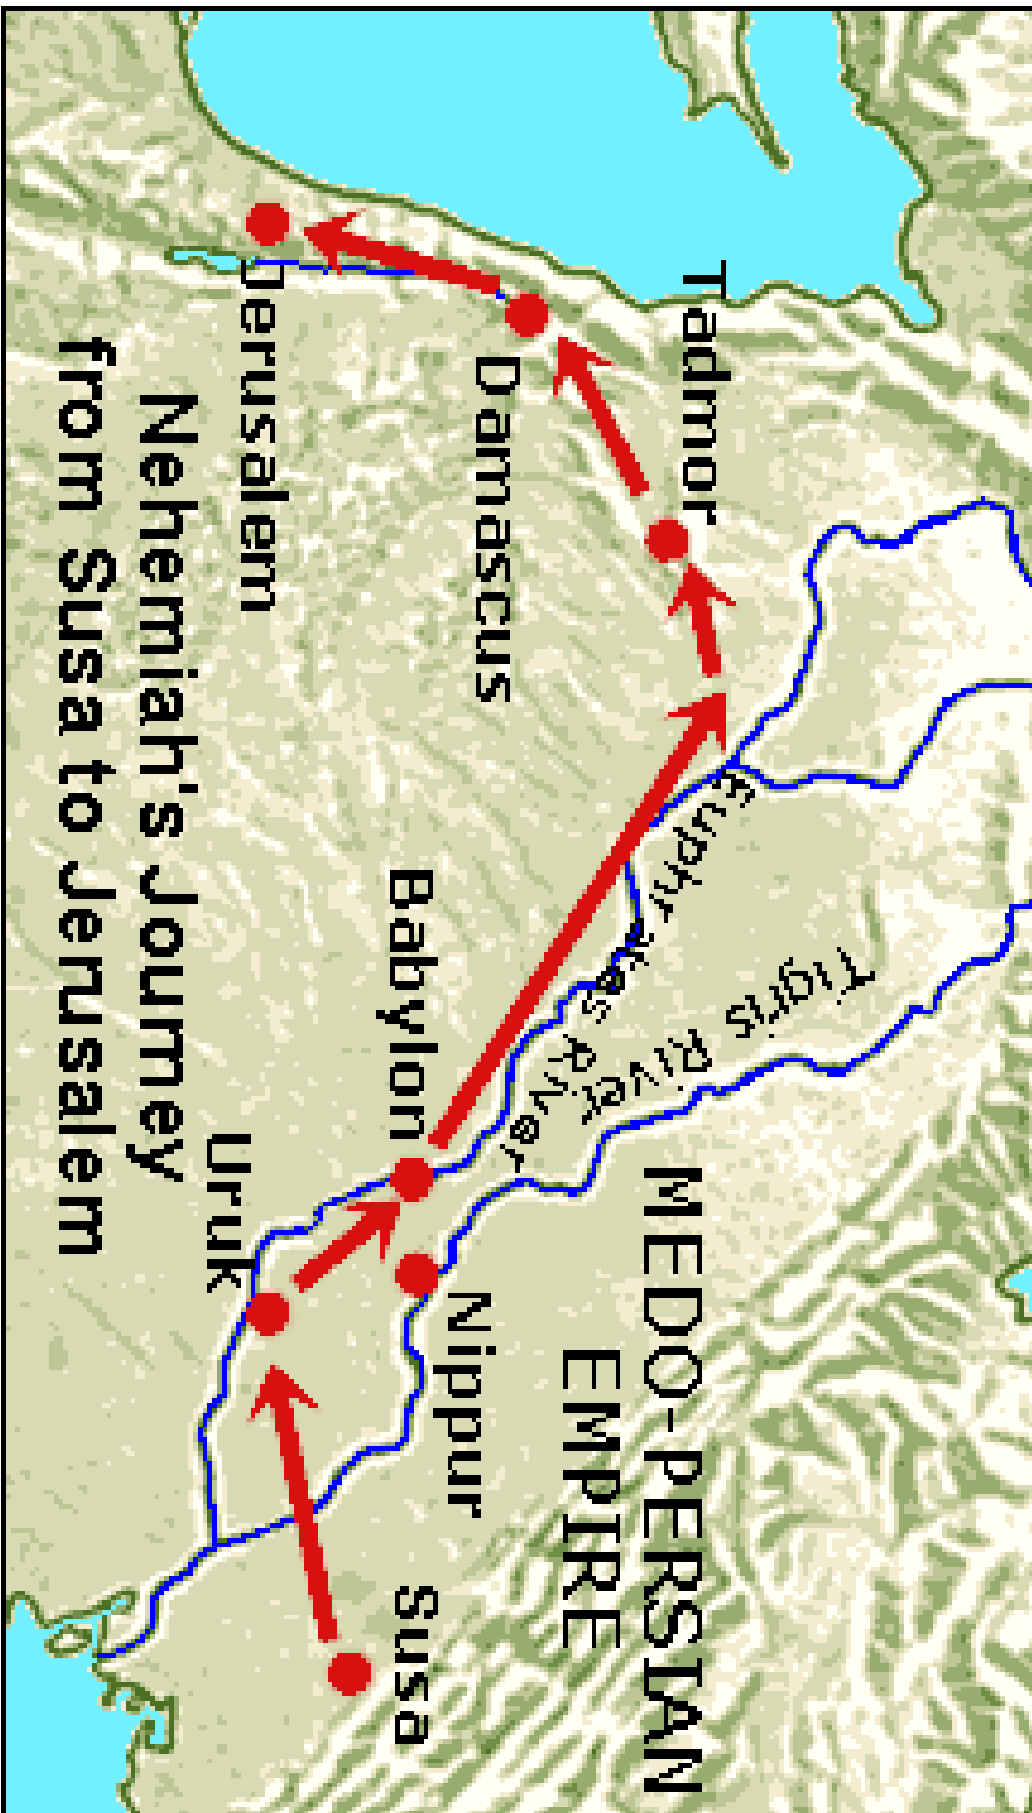 Tadmor
Damascus
Jerusalem
Euphrates River
Tigris River
MEDO-PERSIAN
EMPIRE
Babylon
Nippur
Uruk
Susa
Nehemiah's Journey
from Susa to Jerusalem